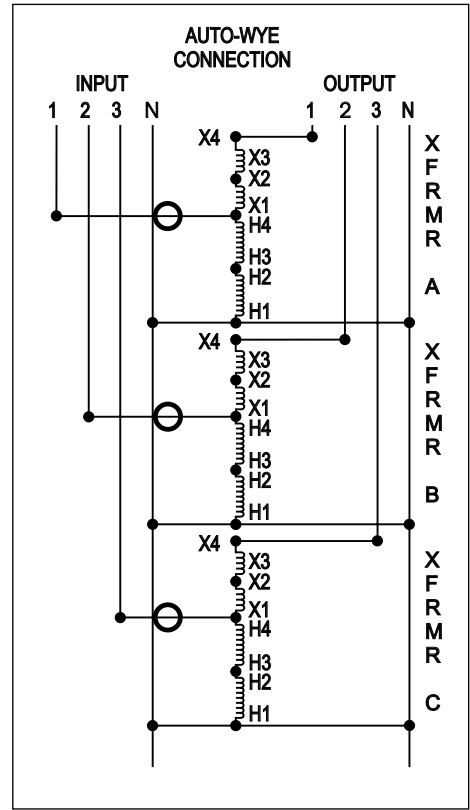 AUTO-WYE
CONNECTION
INPUT OUTPUT
1 2 3 N 1 2 3 N
X4
X3
X2
X1
H4
H3
H2
H1
X
F
R
M
R
A
X4
X3
X2
X1
H4
H3
H2
H1
X
F
R
M
R
B
X4
X3
X2
X1
H4
H3
H2
H1
X
F
R
M
R
C